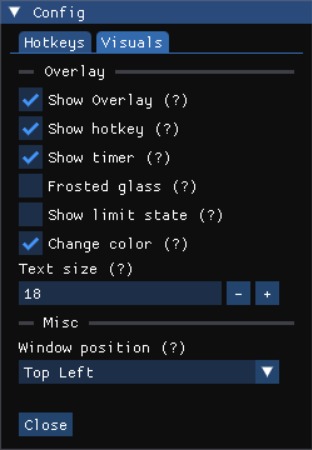 Config
Hotkeys Visuals
Overlay
Show Overlay (?)
Show hotkey (?)
Show timer (?)
Frosted glass (?)
Show limit state (?)
Change color (?)
Text size (?)
18 - +
Misc
Window position (?)
Top Left
Close